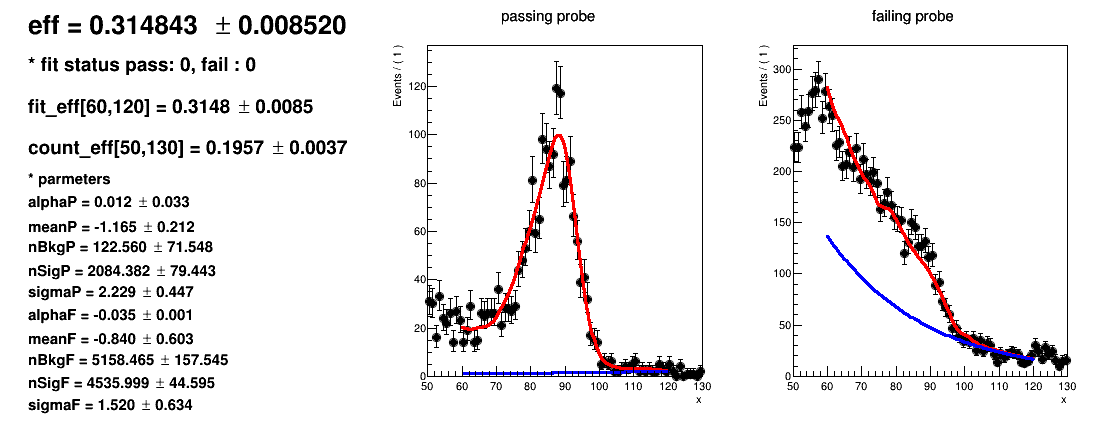 eff = 0.314843 ± 0.008520
* fit status pass: 0, fail : 0
fit_eff[60,120] = 0.3148 ± 0.0085
count_eff[50,130] = 0.1957 ± 0.0037
* parmeters
alphaP = 0.012 ± 0.033
meanP = -1.165 ± 0.212
nBkgP = 122.560 ± 71.548
nSigP = 2084.382 ± 79.443
sigmaP = 2.229 ± 0.447
alphaF = -0.035 ± 0.001
meanF = -0.840 ± 0.603
nBkgF = 5158.465 ± 157.545
nSigF = 4535.999 ± 44.595
sigmaF = 1.520 ± 0.634
passing probe
Events / ( 1 )
120
100
80
60
40
20
0
50 60 70 80 90 100 110 120 130
x
failing probe
Events / ( 1 )
300
250
200
150
100
50
0
50 60 70 80 90 100 110 120 130
x